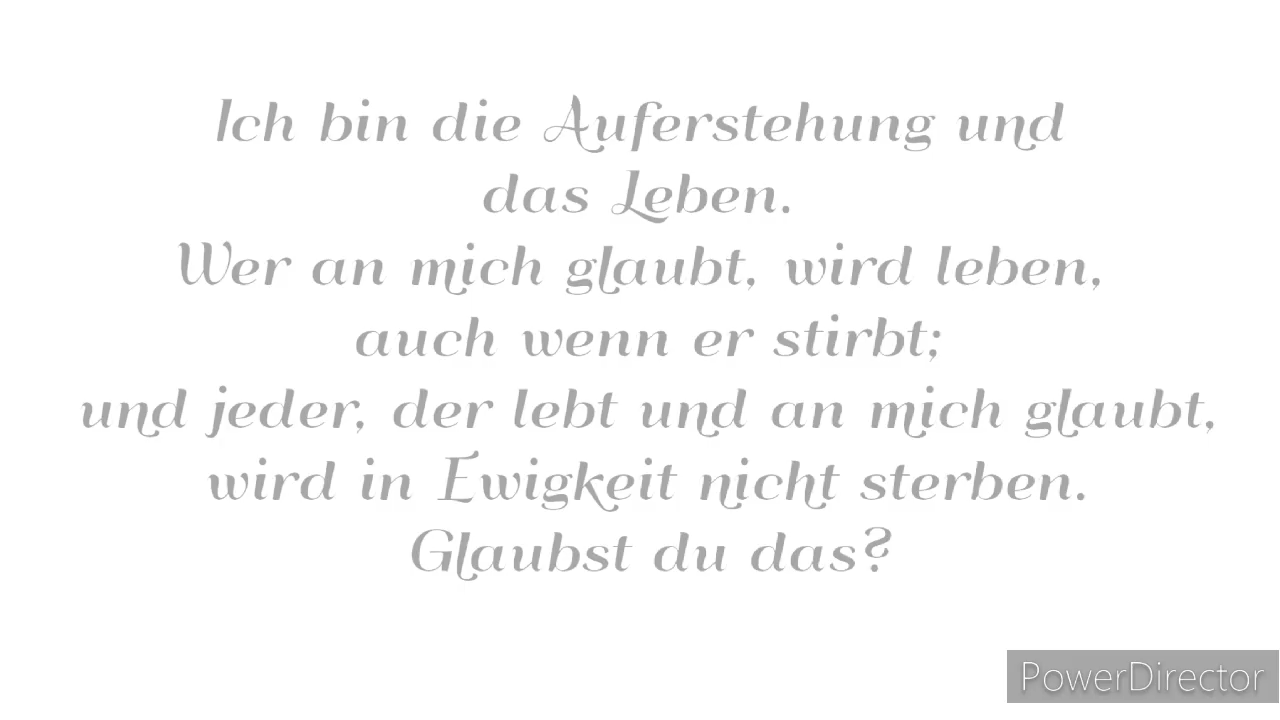 Ich bin die Auferstehung und
das Leben.
Wer an mich glaubt, wird leben,
auch wenn er stirbt;
und jeder, der lebt und an mich glaubt,
wird in Ewigkeit nicht sterben.
Glaubst du das?
PowerDirector